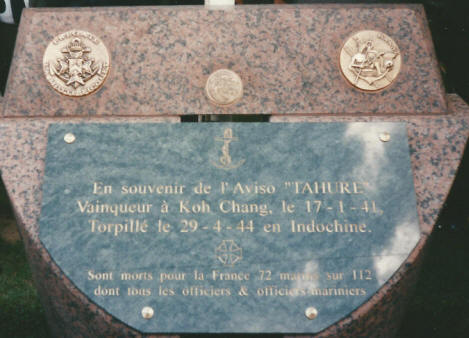 En souvenir de l'Aviso "TAHURE"
Vainqueur à Koh Chang, le 17-1-41,
Torpillé le 29-4-44 en Indochine.
Sont morts pour la France 72 marins sur 112
dont tous les officiers & officiers mariniers